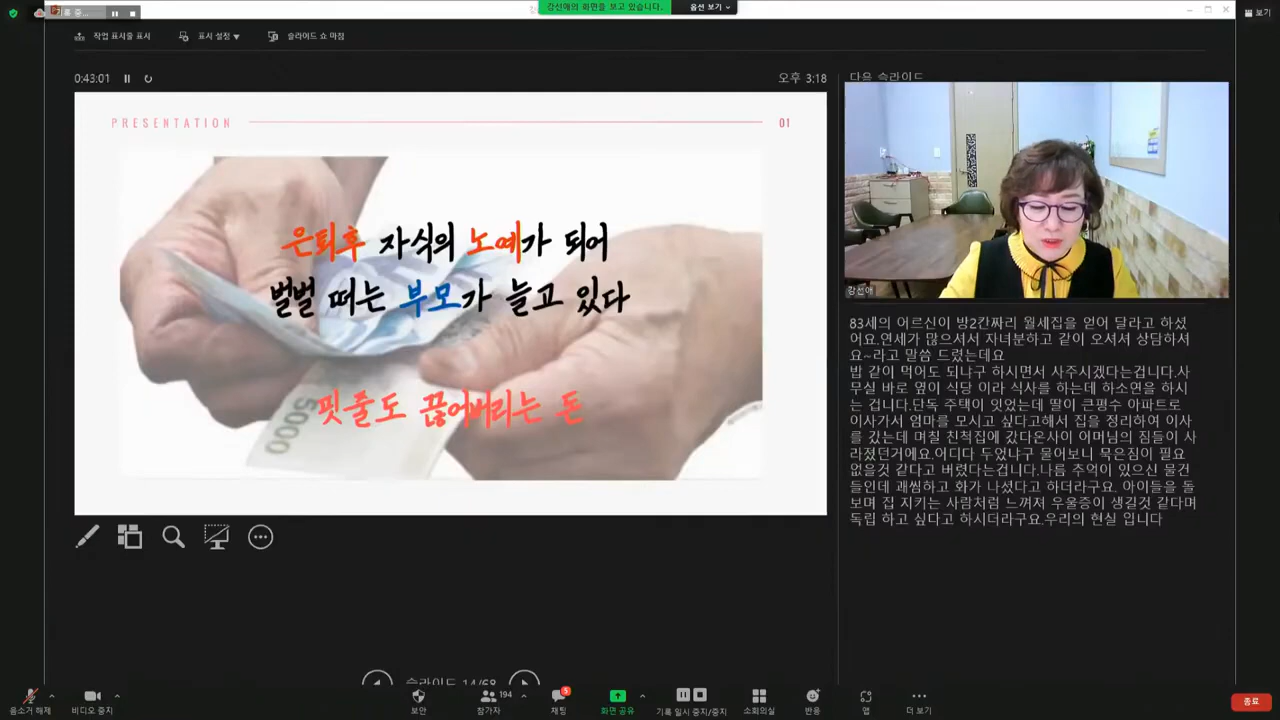 강선애의 화면을 보고 있습니다.
옵션 보기
보기
작업 표시줄 표시
표시 설정
슬라이드 쇼 마침
0:43:01
오후 3:18
다음 슬라이드
PRESENTATION
01
은퇴후 자식의 노예가 되어
벌벌 떠는 부모가 늘고 있다
핏줄도 끊어버리는 돈
5000
강선애
83세의 어르신이 방2칸짜리 월세집을 얻어 달라고 하셨
어요.연세가 많으셔서 자녀분하고 같이 오셔서 상담하셔
요~라고 말씀 드렸는데요
밥 같이 먹어도 되냐구 하시면서 사주시겠다는겁니다.사
무실 바로 옆이 식당 이라 식사를 하는데 하소연을 하시
는 겁니다.단독 주택이 잇었는데 딸이 큰평수 아파트로
이사가서 엄마를 모시고 싶다고해서 집을 정리하여 이사
를 갔는데 며칠 친척집에 갔다온사이 어머님의 짐들이 사
라졌던거에요.어디다 두었냐구 물어보니 묵은짐이 필요
없을것 같다고 버렸다는겁니다.나름 추억이 있으신 물건
들인데 괘씸하고 화가 나셨다고 하더라구요. 아이들을 돌
보며 집 지키는 사람처럼 느껴져 우울증이 생길것 같다며
독립 하고 싶다고 하시더라구요.우리의 현실 입니다
슬라이드 14/68
음소거 해제
비디오 중지
보안
참가자
194
채팅
5
화면 공유
기록 일시 중지/중지
소회의실
반응
앱
더 보기
종료